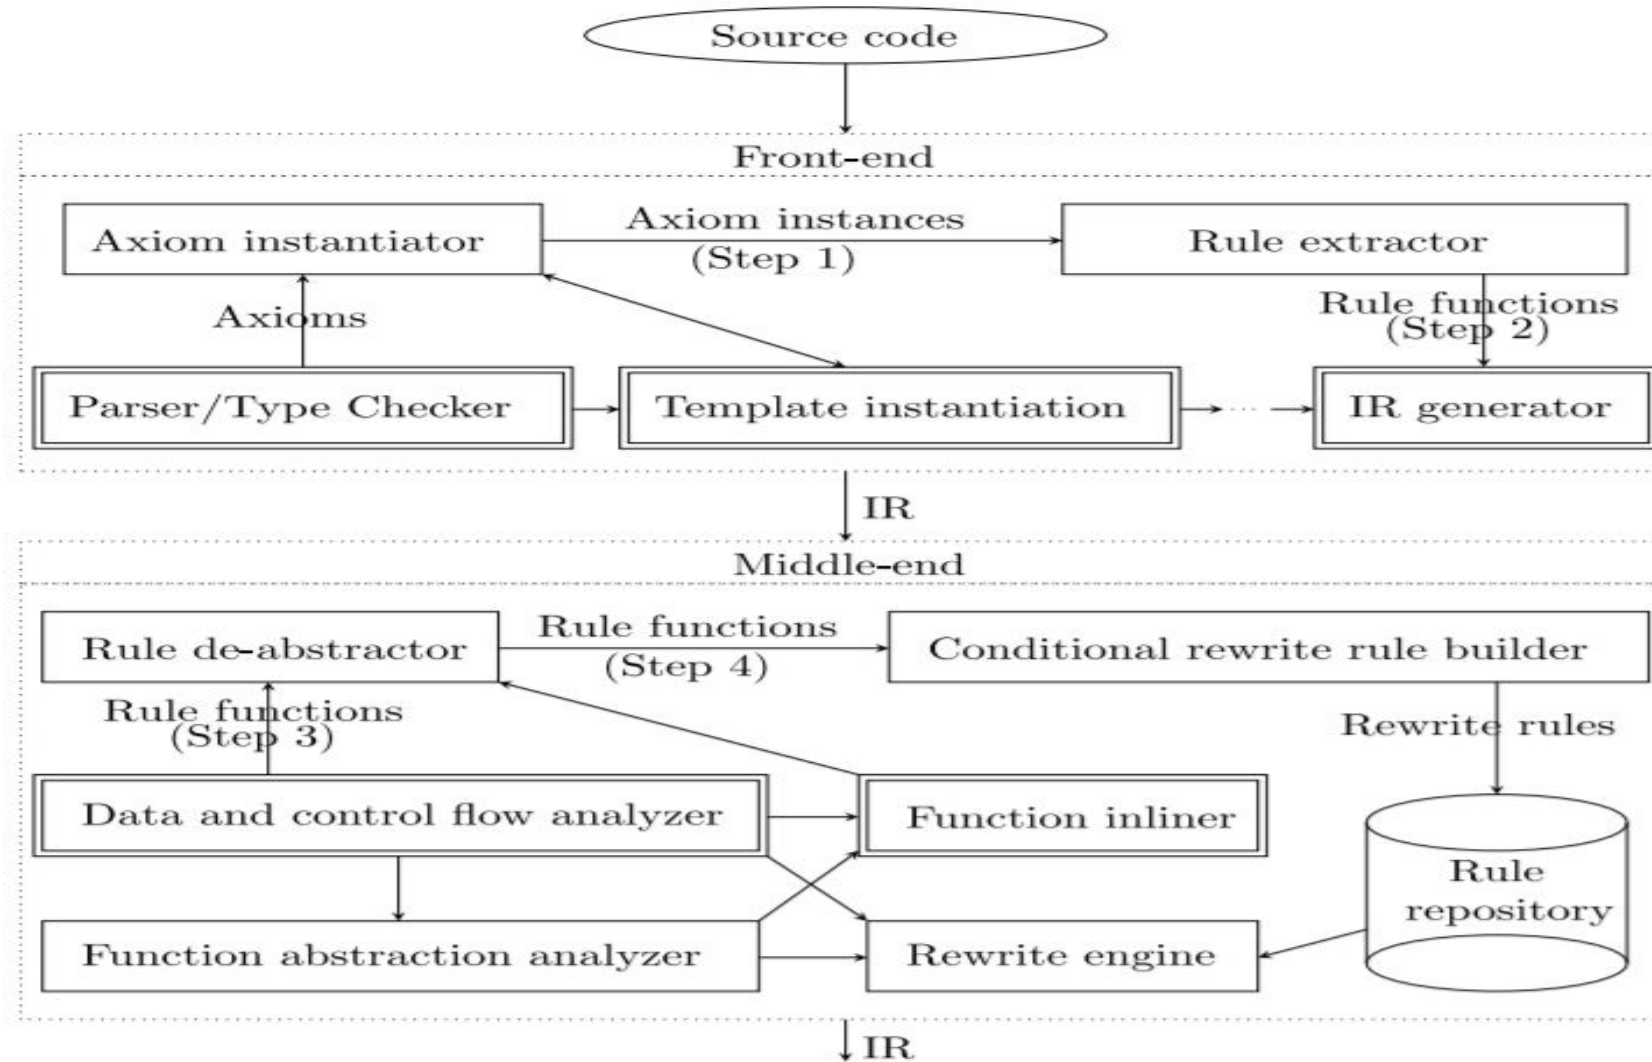 Source code
Front-end
Axiom instantiator
Axiom instances
(Step 1)
Rule extractor
Axioms
Rule functions
(Step 2)
Parser/Type Checker
Template instantiation
...
IR generator
IR
Middle-end
Rule de-abstractor
Rule functions
(Step 4)
Conditional rewrite rule builder
Rule functions
(Step 3)
Rewrite rules
Data and control flow analyzer
Function inliner
Rule
repository
Function abstraction analyzer
Rewrite engine
IR